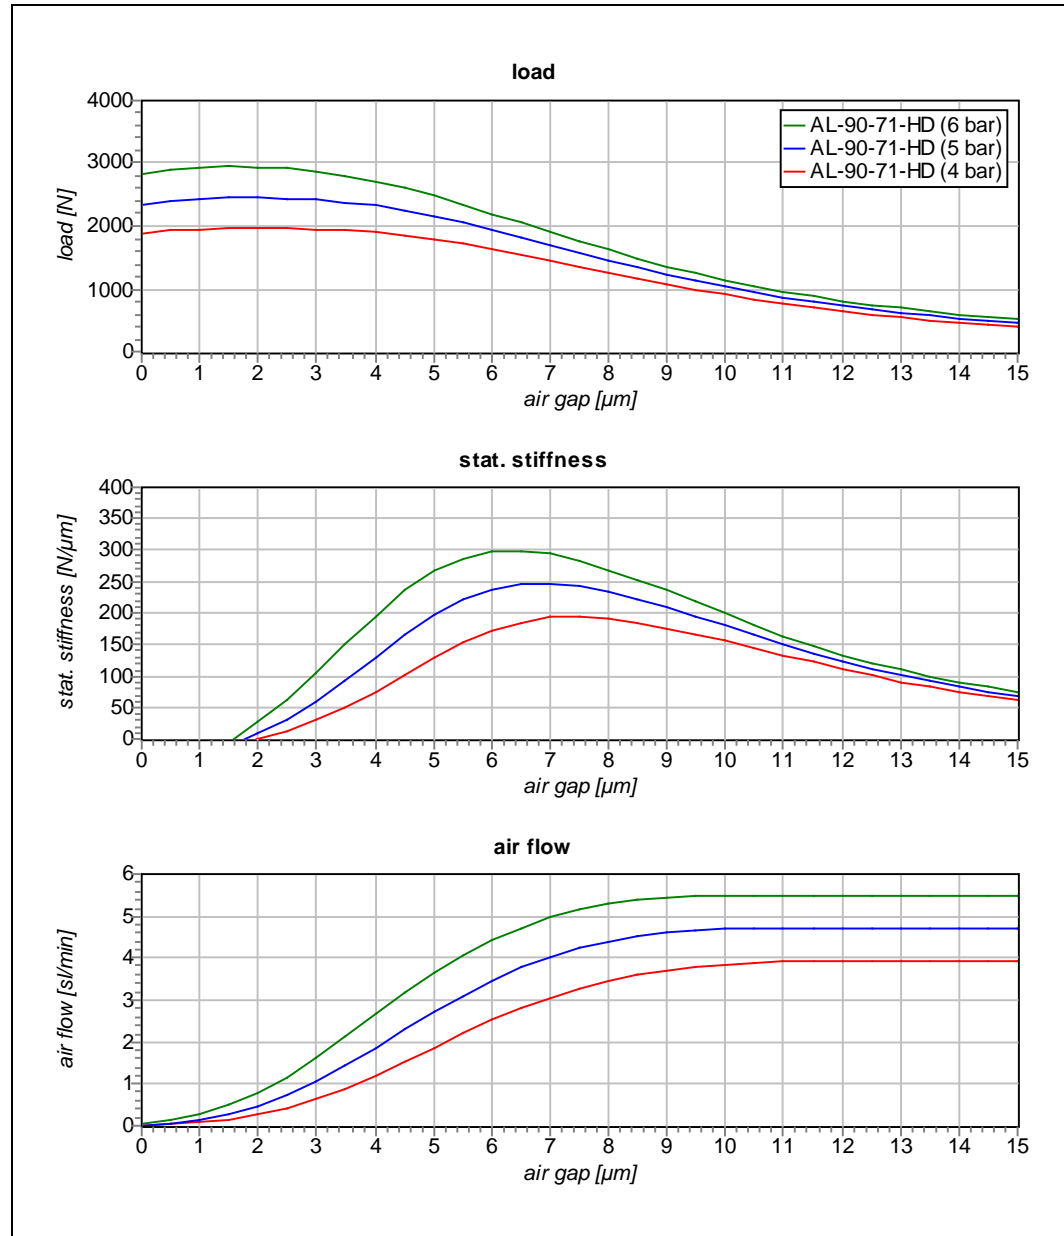 load
4000
3000
2000
1000
0
load [N]
AL-90-71-HD (6 bar)
AL-90-71-HD (5 bar)
AL-90-71-HD (4 bar)
0 1 2 3 4 5 6 7 8 9 10 11 12 13 14 15
air gap [µm]
stat. stiffness
400
350
300
250
200
150
100
50
0
stat. stiffness [N/µm]
0 1 2 3 4 5 6 7 8 9 10 11 12 13 14 15
air gap [µm]
air flow
6
5
4
3
2
1
0
air flow [sl/min]
0 1 2 3 4 5 6 7 8 9 10 11 12 13 14 15
air gap [µm]